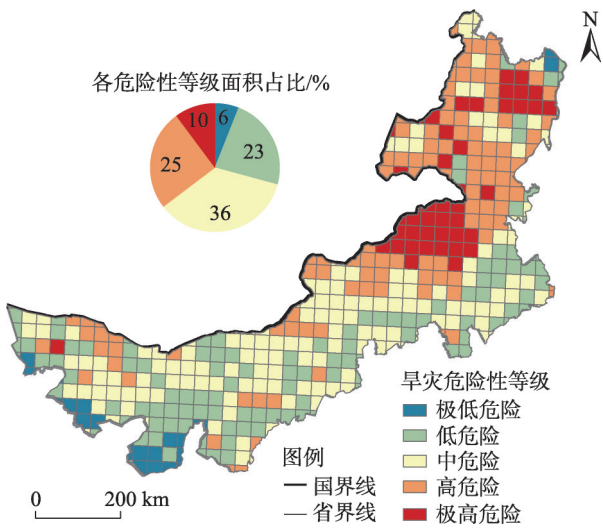 N
各危险性等级面积占比/%
10
6
25
23
36
旱灾危险性等级
极低危险
低危险
中危险
高危险
极高危险
图例
国界线
省界线
0 200 km